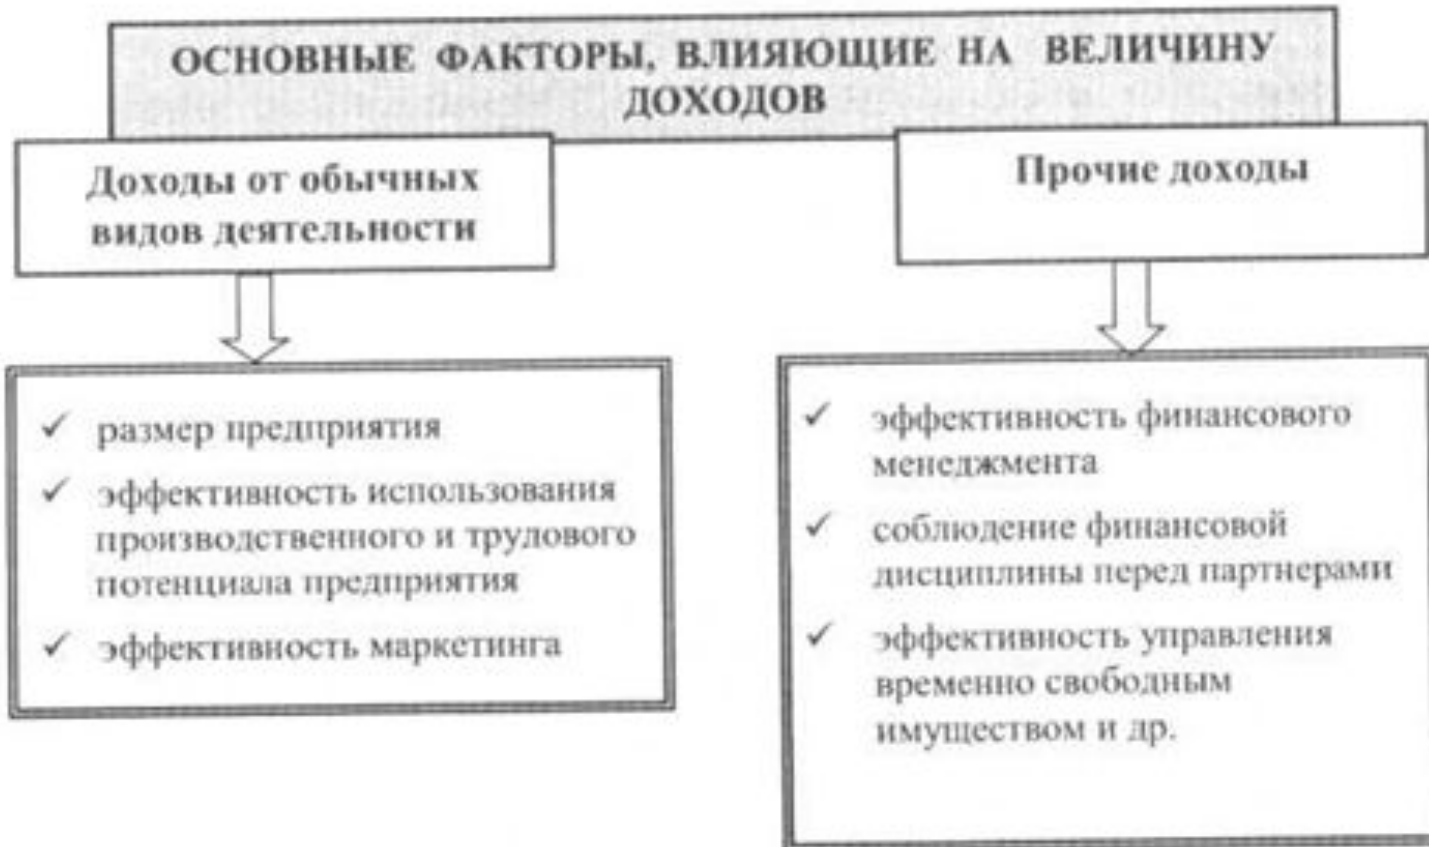 ОСНОВНЫЕ ФАКТОРЫ, ВЛИЯЮЩИЕ НА ВЕЛИЧИНУ
ДОХОДОВ
Доходы от обычных
видов деятельности
Прочие доходы
✓ размер предприятия
✓ эффективность использования
производственного и трудового
потенциала предприятия
✓ эффективность маркетинга
✓ эффективность финансового
менеджмента
✓ соблюдение финансовой
дисциплины перед партнерами
✓ эффективность управления
временно свободным
имуществом и др.